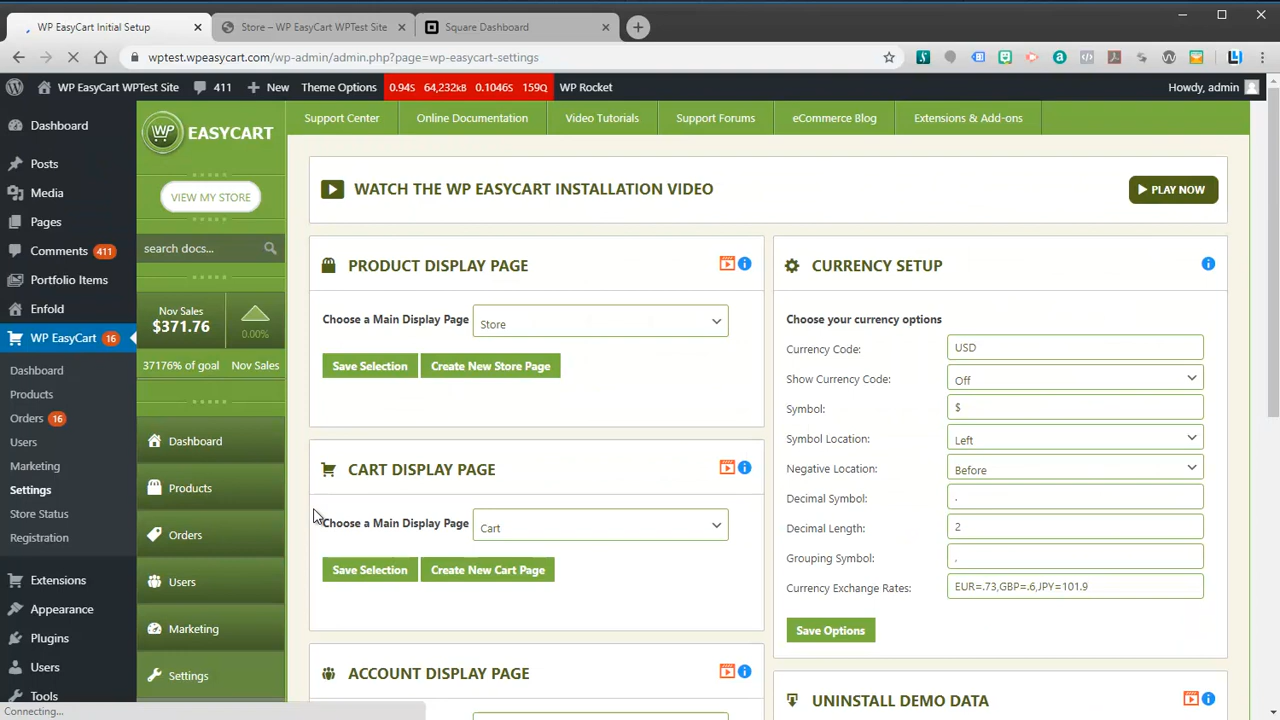 WP EasyCart Initial Setup
Store – WP EasyCart WPTest Site
Square Dashboard
wptest.wpeasycart.com/wp-admin/admin.php?page=wp-easycart-settings
WP EasyCart WPTest Site
411
New
Theme Options
0.94S 64,232kB 0.1046S 159Q
WP Rocket
Howdy, admin
Dashboard
Posts
Media
Pages
Comments 411
Portfolio Items
Enfold
WP EasyCart 16
Dashboard
Products
Orders 16
Users
Marketing
Settings
Store Status
Registration
Extensions
Appearance
Plugins
Users
Tools
Connecting...
WP EASYCART
VIEW MY STORE
search docs...
Nov Sales
$371.76
0.00%
37176% of goal
Nov Sales
Dashboard
Products
Orders
Users
Marketing
Settings
Support Center
Online Documentation
Video Tutorials
Support Forums
eCommerce Blog
Extensions & Add-ons
WATCH THE WP EASYCART INSTALLATION VIDEO
PLAY NOW
PRODUCT DISPLAY PAGE
Choose a Main Display Page
Store
Save Selection
Create New Store Page
CART DISPLAY PAGE
Choose a Main Display Page
Cart
Save Selection
Create New Cart Page
ACCOUNT DISPLAY PAGE
CURRENCY SETUP
Choose your currency options
Currency Code: USD
Show Currency Code: Off
Symbol: $
Symbol Location: Left
Negative Location: Before
Decimal Symbol: .
Decimal Length: 2
Grouping Symbol: ,
Currency Exchange Rates: EUR=.73,GBP=.6,JPY=101.9
Save Options
UNINSTALL DEMO DATA